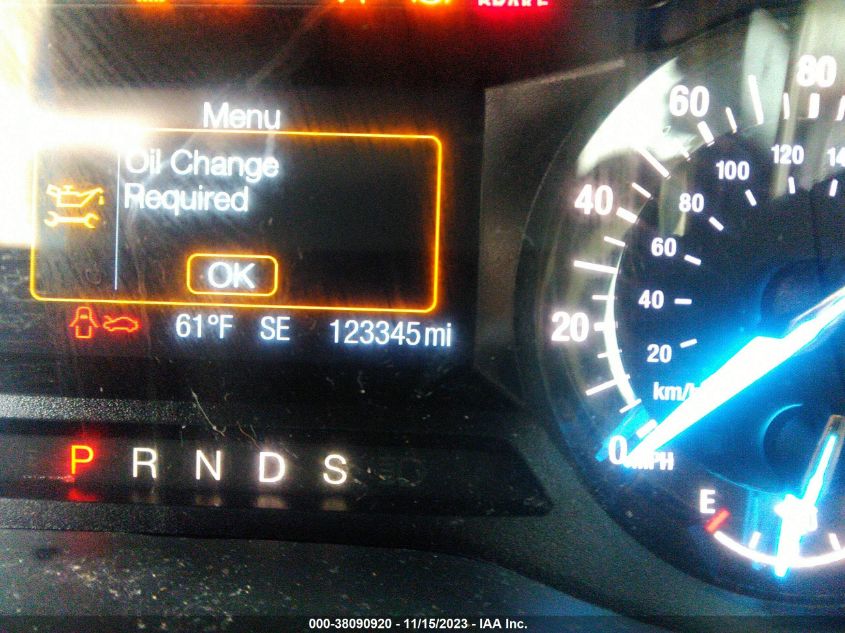 BRAKE
Menu
Oil Change
Required
OK
61°F SE 123345 mi
P R N D S
80
60
40
20
0 MPH
120
100
80
60
40
20
km/h
E
000-38090920 - 11/15/2023 - IAA Inc.